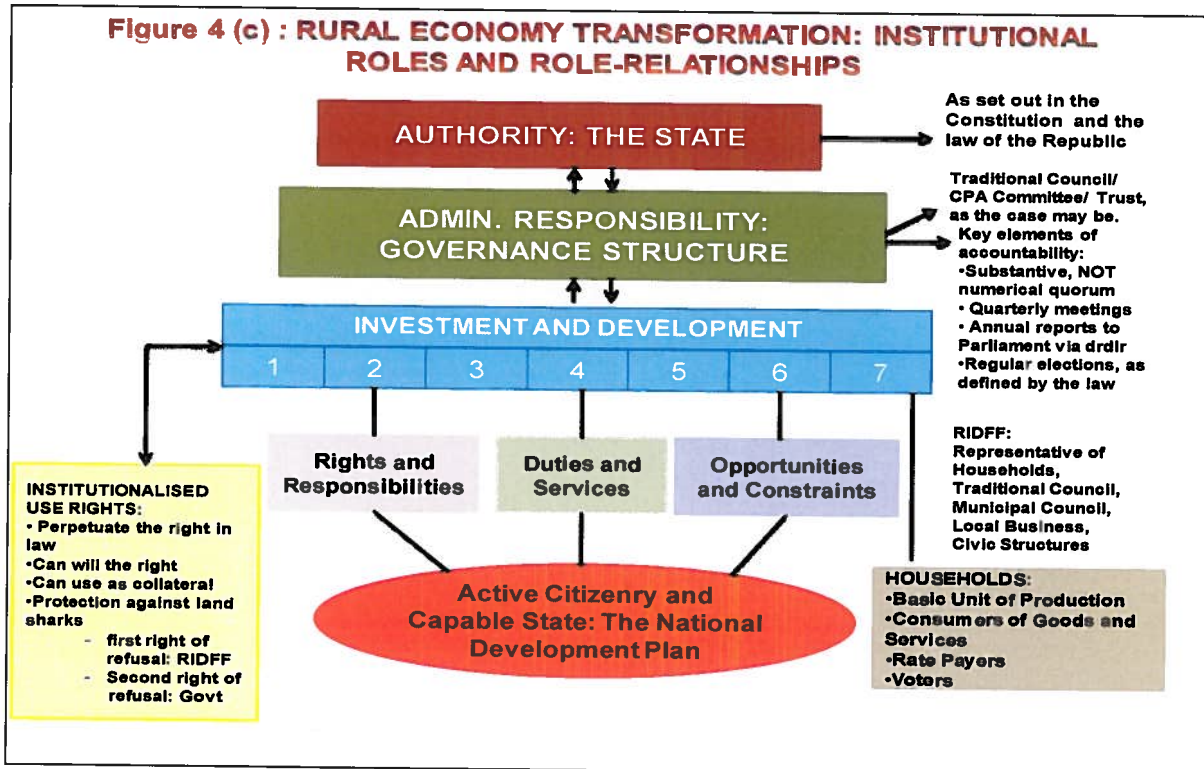 Figure 4 (c) : RURAL ECONOMY TRANSFORMATION: INSTITUTIONAL
ROLES AND ROLE-RELATIONSHIPS
AUTHORITY: THE STATE
As set out in the
Constitution and the
law of the Republic
ADMIN. RESPONSIBILITY:
GOVERNANCE STRUCTURE
Traditional Council/
CPA Committee/ Trust,
as the case may be.
Key elements of
accountability:
•Substantive, NOT
numerical quorum
• Quarterly meetings
• Annual reports to
Parliament via drdlr
•Regular elections, as
defined by the law
INVESTMENT AND DEVELOPMENT
1 2 3 4 5 6 7
Rights and
Responsibilities
Duties and
Services
Opportunities
and Constraints
RIDFF:
Representative of
Households,
Traditional Council,
Municipal Council,
Local Business,
Civic Structures
INSTITUTIONALISED
USE RIGHTS:
• Perpetuate the right in
law
•Can will the right
•Can use as collateral
•Protection against land
sharks
- first right of
refusal: RIDFF
- Second right of
refusal: Govt
Active Citizenry and
Capable State: The National
Development Plan
HOUSEHOLDS:
•Basic Unit of Production
•Consumers of Goods and
Services
•Rate Payers
•Voters